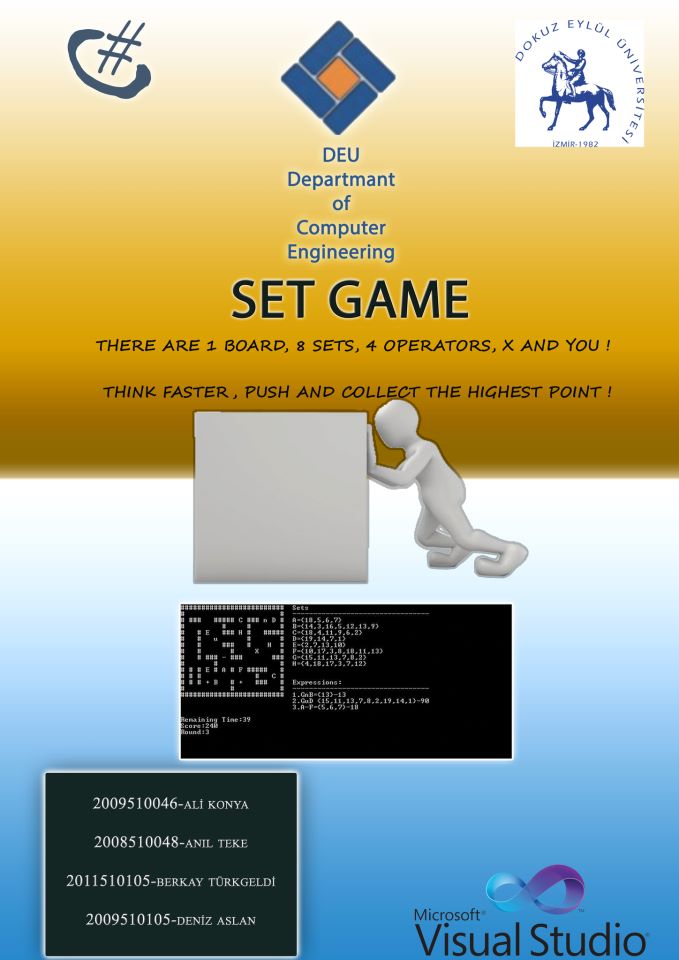 C#
DOKUZ EYLÜL ÜNİVERSİTESİ
İZMİR-1982
DEU
Departmant
of
Computer
Engineering
SET GAME
THERE ARE 1 BOARD, 8 SETS, 4 OPERATORS, X AND YOU !
THINK FASTER , PUSH AND COLLECT THE HIGHEST POINT !
Sets
A=(18,5,6,7)
B=(14,3,16,5,12,13,9)
C=(18,4,11,9,6,2)
D=(19,14,7,1)
E=(2,7,13,10)
F=(10,17,3,8,18,11,13)
G=(15,11,13,7,8,2)
H=(4,18,17,3,7,12)
Expressions:
1.GnB=(13)-13
2.GuD (15,11,13,7,8,2,19,14,1)-90
3.A-F=(5,6,7)-18
Remaining Time:39
Score:240
Round:3
2009510046-ALİ KONYA
2008510048-ANIL TEKE
2011510105-BERKAY TÜRKGELDİ
2009510105-DENİZ ASLAN
Microsoft®
Visual Studio®